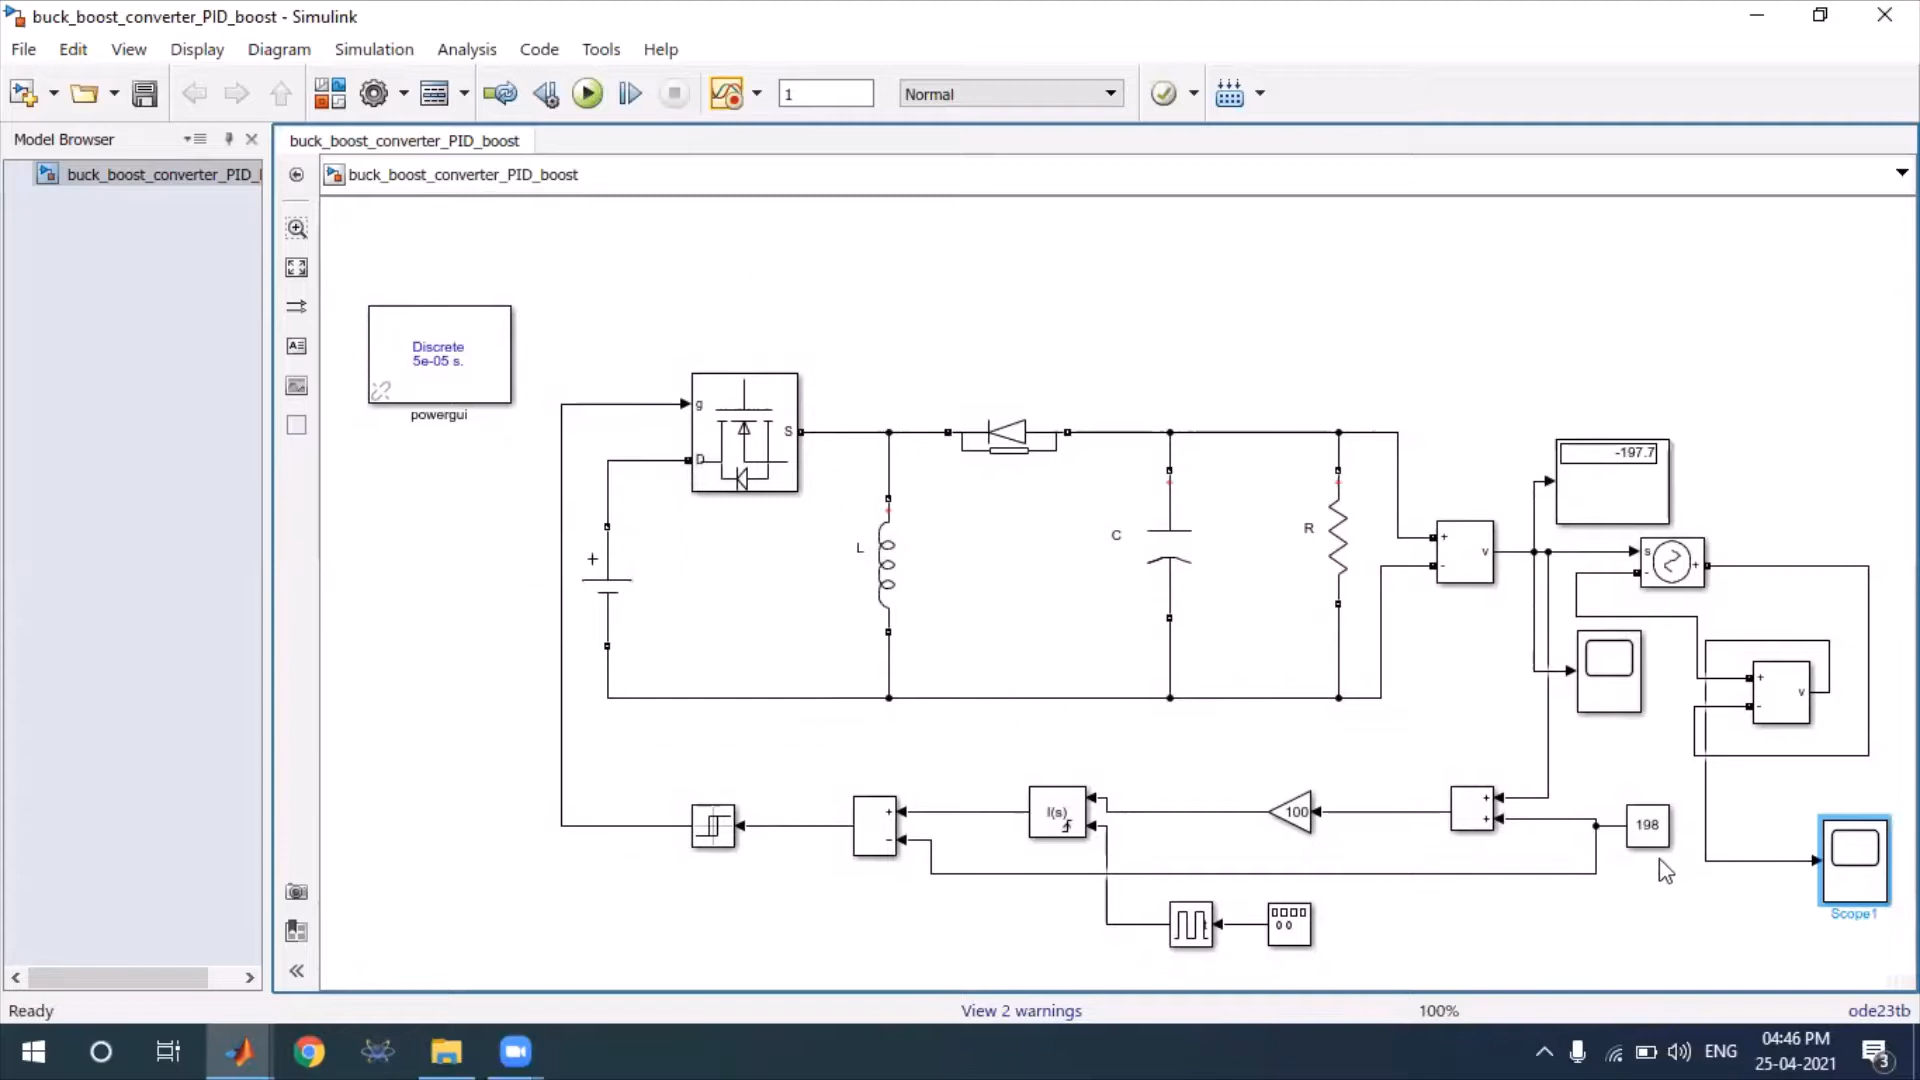 buck_boost_converter_PID_boost - Simulink
File Edit View Display Diagram Simulation Analysis Code Tools Help
1
Normal
Model Browser
buck_boost_converter_PID_boost
buck_boost_converter_PID_
buck_boost_converter_PID_boost
Discrete
5e-05 s.
powergui
g
S
D
+
L
C
R
+
-
v
-197.7
s
-
+
+
-
v
+
-
I(s)
100
+
+
198
Scope1
Ready
View 2 warnings
100%
ode23tb
ENG
04:46 PM
25-04-2021
3